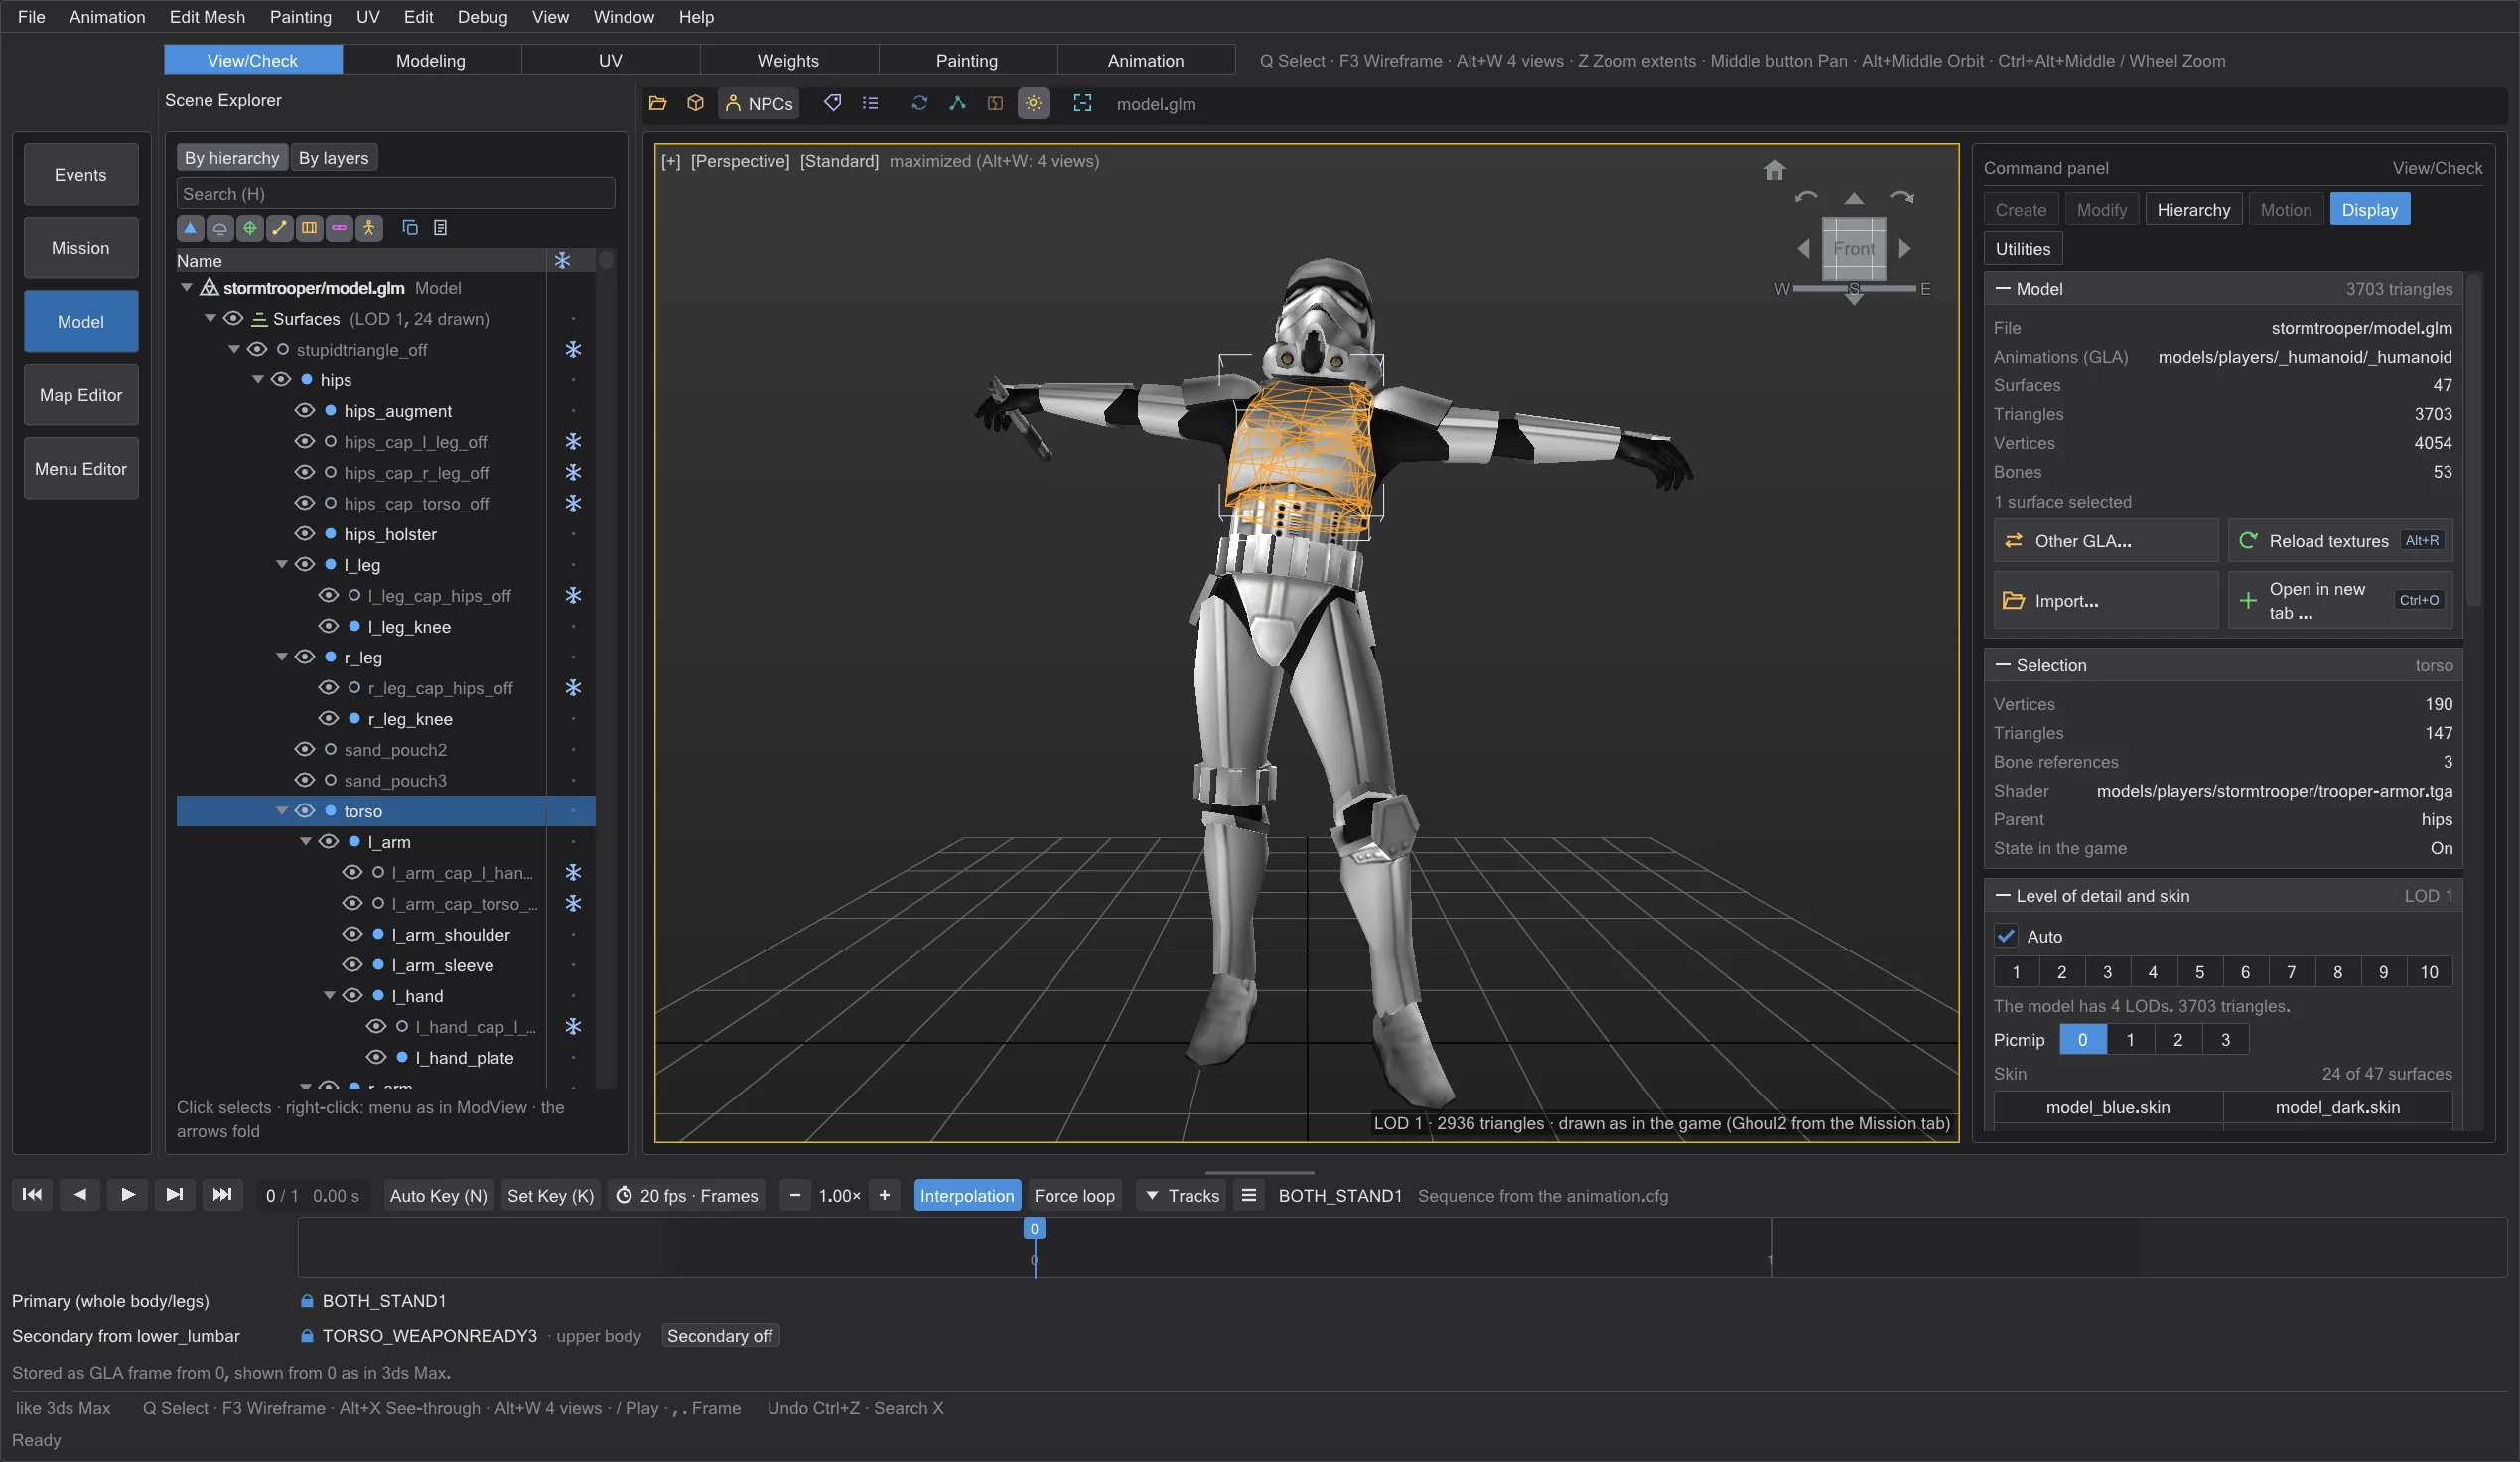 File Animation Edit Mesh Painting UV Edit Debug View Window Help
View/Check Modeling UV Weights Painting Animation Q Select · F3 Wireframe · Alt+W 4 views · Z Zoom extents · Middle button Pan · Alt+Middle Orbit · Ctrl+Alt+Middle / Wheel Zoom
Scene Explorer
NPCs model.glm
Events
Mission
Model
Map Editor
Menu Editor
By hierarchy By layers
Search (H)
Name
stormtrooper/model.glm Model
Surfaces (LOD 1, 24 drawn)
stupidtriangle_off
hips
hips_augment
hips_cap_l_leg_off
hips_cap_r_leg_off
hips_cap_torso_off
hips_holster
l_leg
l_leg_cap_hips_off
l_leg_knee
r_leg
r_leg_cap_hips_off
r_leg_knee
sand_pouch2
sand_pouch3
torso
l_arm
l_arm_cap_l_han...
l_arm_cap_torso_...
l_arm_shoulder
l_arm_sleeve
l_hand
l_hand_cap_l_...
l_hand_plate
r_arm
Click selects · right-click: menu as in ModView · the
arrows fold
[+] [Perspective] [Standard] maximized (Alt+W: 4 views)
Front
W S E
LOD 1 · 2936 triangles · drawn as in the game (Ghoul2 from the Mission tab)
Command panel View/Check
Create Modify Hierarchy Motion Display
Utilities
Model 3703 triangles
File stormtrooper/model.glm
Animations (GLA) models/players/_humanoid/_humanoid
Surfaces 47
Triangles 3703
Vertices 4054
Bones 53
1 surface selected
Other GLA... Reload textures Alt+R
Import... Open in new tab ... Ctrl+O
Selection torso
Vertices 190
Triangles 147
Bone references 3
Shader models/players/stormtrooper/trooper-armor.tga
Parent hips
State in the game On
Level of detail and skin LOD 1
Auto
1 2 3 4 5 6 7 8 9 10
The model has 4 LODs. 3703 triangles.
Picmip 0 1 2 3
Skin 24 of 47 surfaces
model_blue.skin model_dark.skin
0 / 1 0.00 s Auto Key (N) Set Key (K) 20 fps · Frames − 1.00× + Interpolation Force loop Tracks BOTH_STAND1 Sequence from the animation.cfg
0
0 1
Primary (whole body/legs) BOTH_STAND1
Secondary from lower_lumbar TORSO_WEAPONREADY3 · upper body Secondary off
Stored as GLA frame from 0, shown from 0 as in 3ds Max.
like 3ds Max Q Select · F3 Wireframe · Alt+X See-through · Alt+W 4 views · / Play · , . Frame Undo Ctrl+Z · Search X
Ready